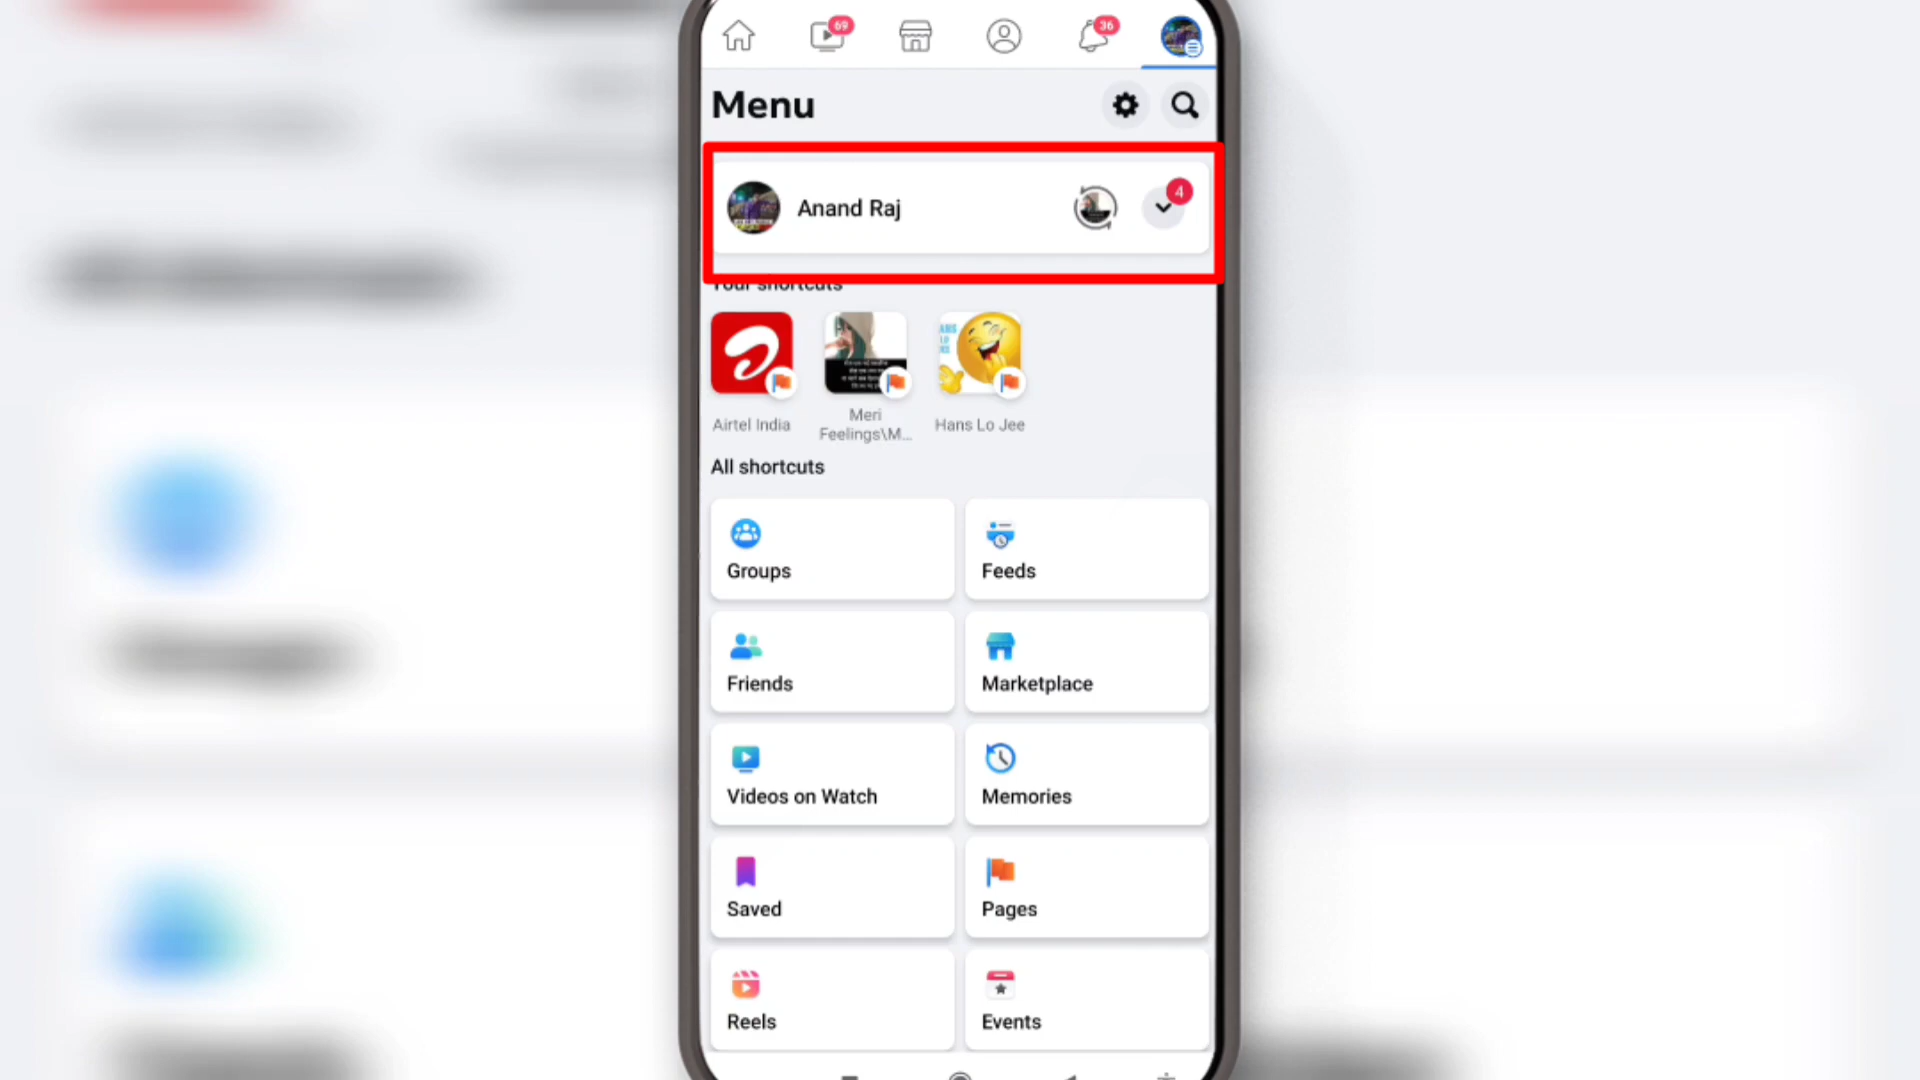 69
36
Menu
Anand Raj
4
Your shortcuts
Airtel India
Meri
Feelings\M...
Hans Lo Jee
All shortcuts
Groups
Feeds
Friends
Marketplace
Videos on Watch
Memories
Saved
Pages
Reels
Events